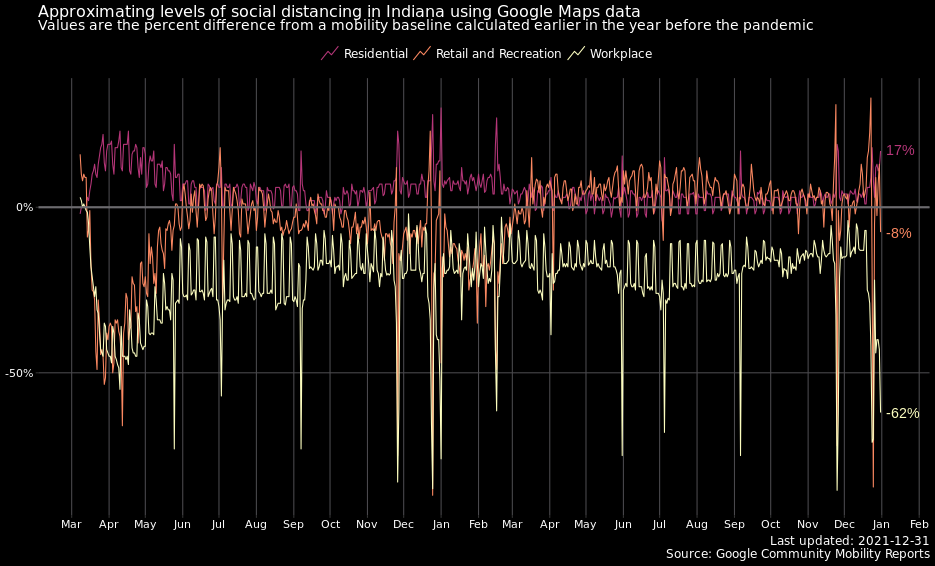 Approximating levels of social distancing in Indiana using Google Maps data
Values are the percent difference from a mobility baseline calculated earlier in the year before the pandemic
Residential Retail and Recreation Workplace
17%
0%
-8%
-50%
-62%
Mar Apr May Jun Jul Aug Sep Oct Nov Dec Jan Feb Mar Apr May Jun Jul Aug Sep Oct Nov Dec Jan Feb
Last updated: 2021-12-31
Source: Google Community Mobility Reports